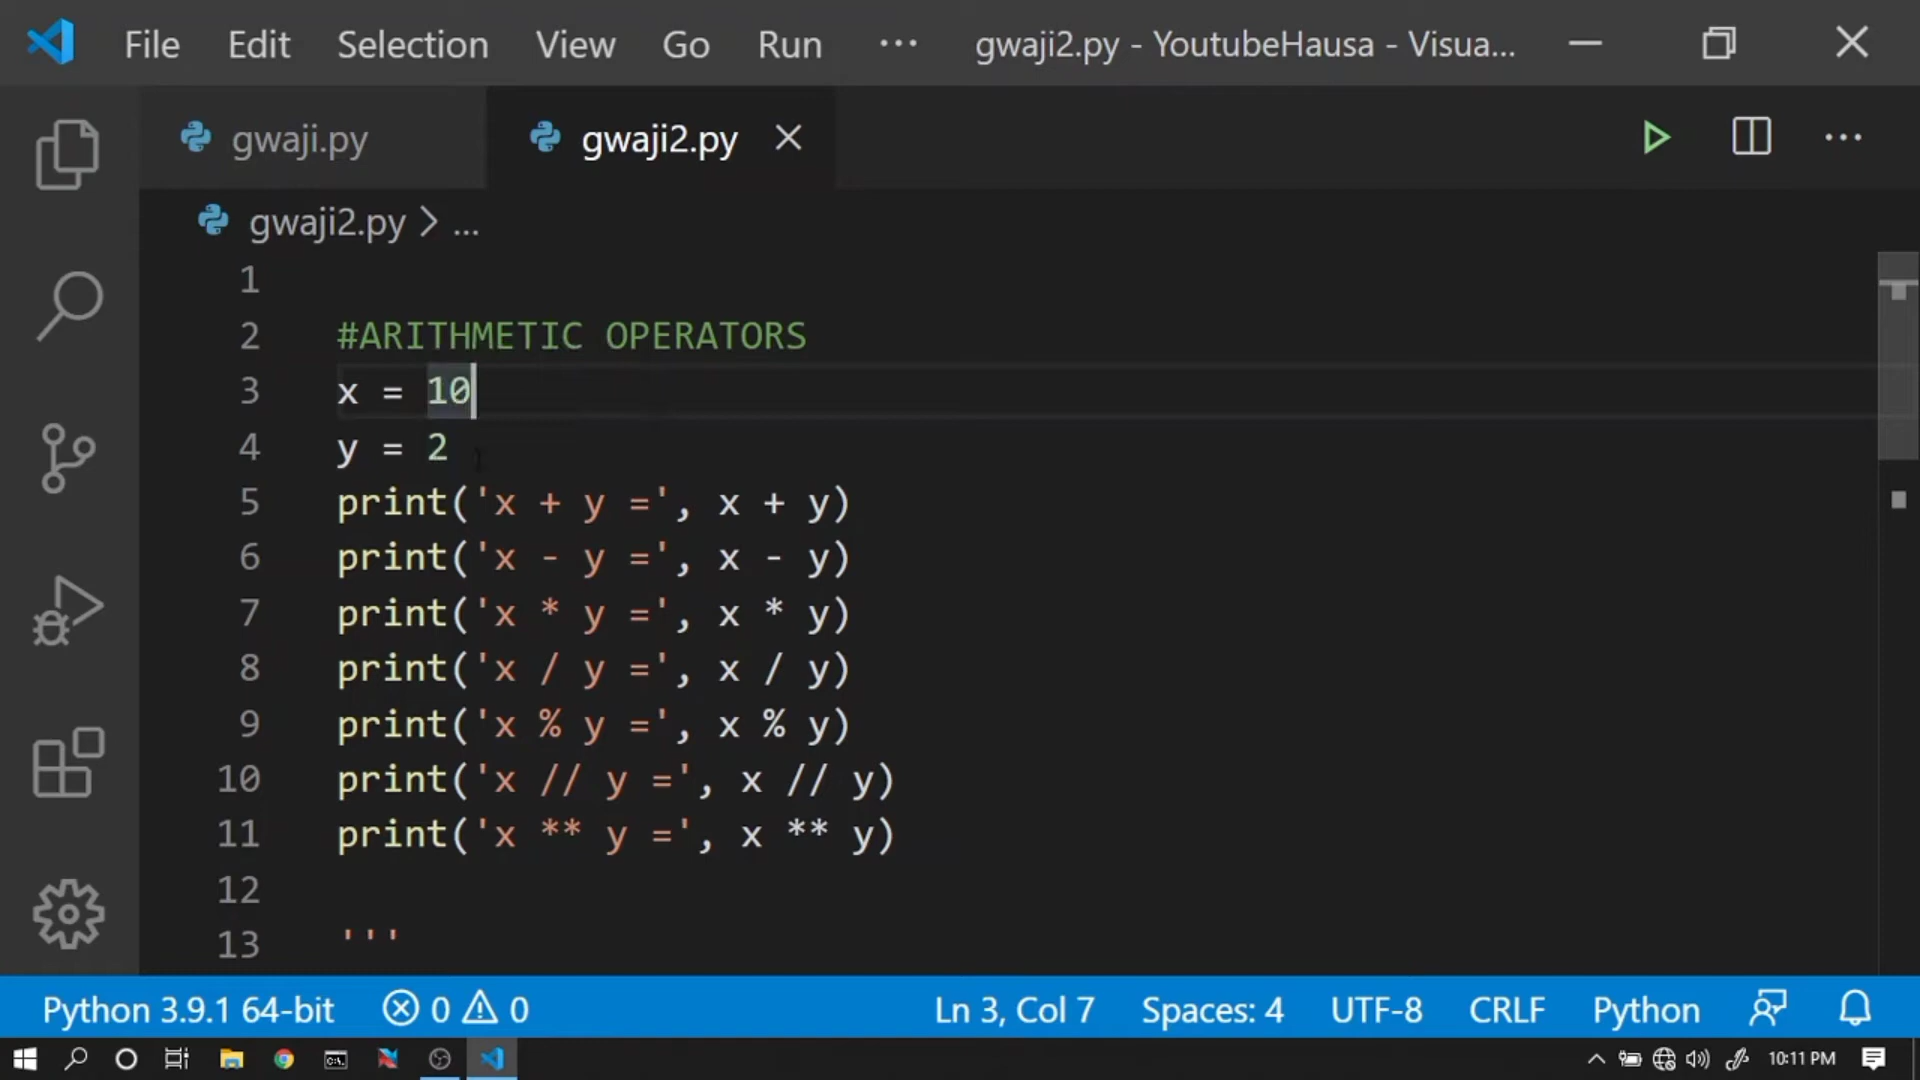 File Edit Selection View Go Run ··· gwaji2.py - YoutubeHausa - Visua...
gwaji.py gwaji2.py
gwaji2.py > ...
1
2 #ARITHMETIC OPERATORS
3 x = 10
4 y = 2
5 print('x + y =', x + y)
6 print('x - y =', x - y)
7 print('x * y =', x * y)
8 print('x / y =', x / y)
9 print('x % y =', x % y)
10 print('x // y =', x // y)
11 print('x ** y =', x ** y)
12
13 '''
Python 3.9.1 64-bit 0 0 Ln 3, Col 7 Spaces: 4 UTF-8 CRLF Python
10:11 PM